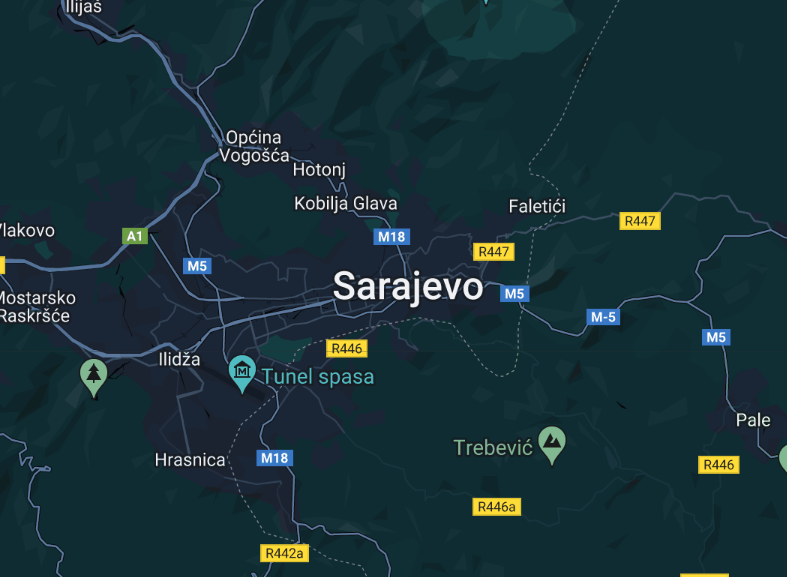 Ilijaš
Općina
Vogošća
Hotonj
Kobilja Glava
Faletići
R447
Vlakovo
A1
M18
R447
M5
Sarajevo
M5
Mostarsko
Raskršće
M-5
M5
R446
Ilidža
Tunel spasa
Pale
Trebević
Hrasnica
M18
R446
R446a
R442a